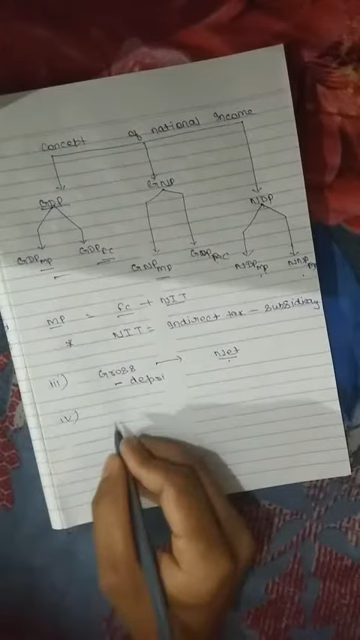 Concept of national Income
GDP GNP NDP
GDPmp GDPfc GNPmp GNPFC NDPmp
MP = fc + NIT
* NIT = Indirect tax - Subsidiary
iii) Gross → Net
- depri
iv)